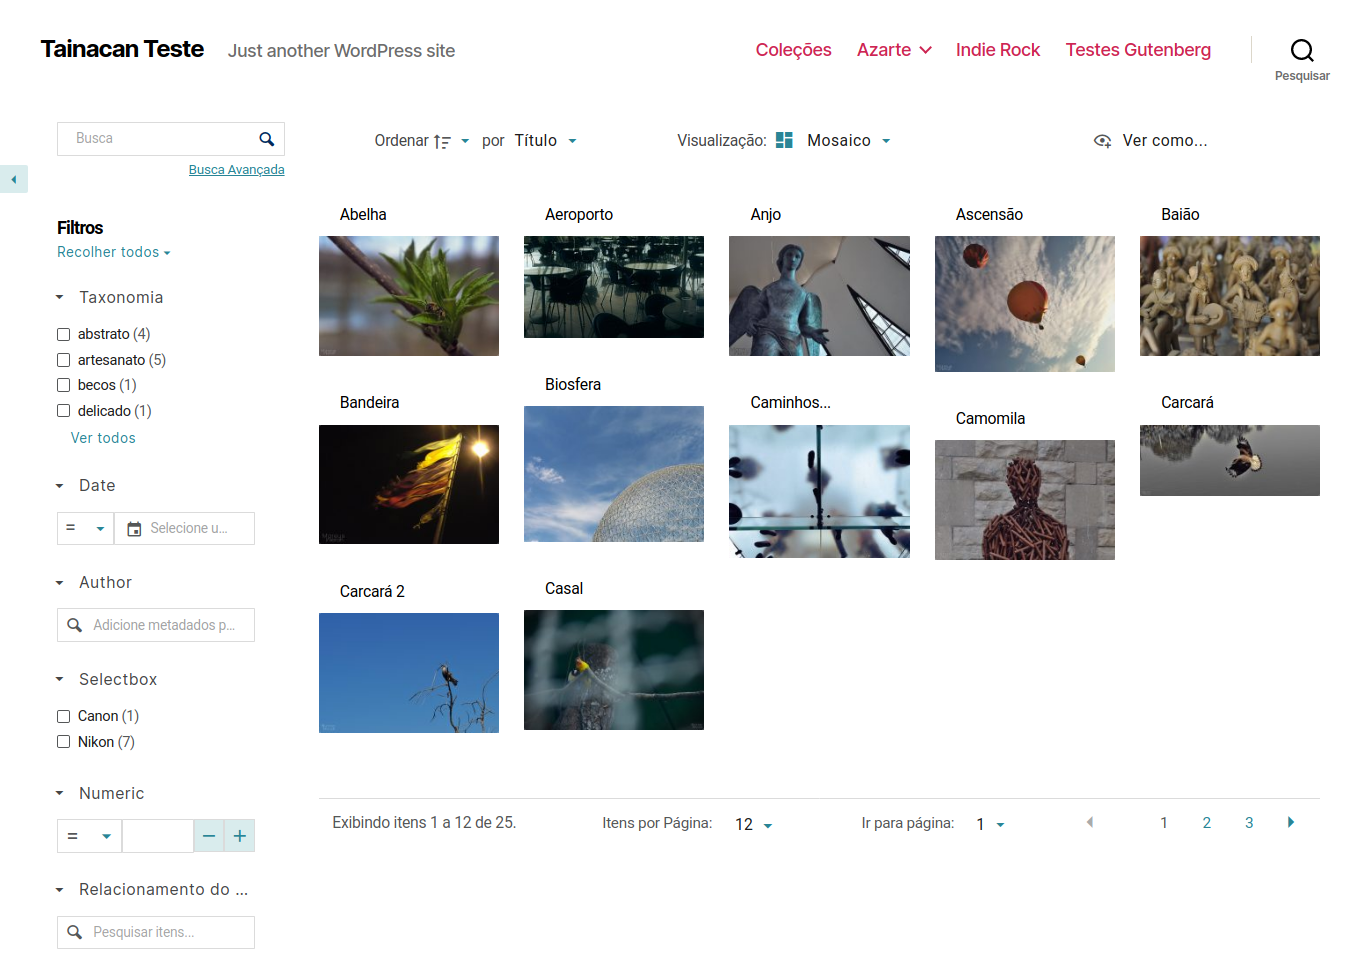 Tainacan Teste
Just another WordPress site
Coleções
Azarte
Indie Rock
Testes Gutenberg
Pesquisar
Busca
Busca Avançada
Ordenar
por
Título
Visualização:
Mosaico
Ver como...
Filtros
Recolher todos
Taxonomia
abstrato (4)
artesanato (5)
becos (1)
delicado (1)
Ver todos
Date
=
Selecione u...
Author
Adicione metadados p...
Selectbox
Canon (1)
Nikon (7)
Numeric
=
Relacionamento do ...
Pesquisar itens...
Abelha
Aeroporto
Anjo
Ascensão
Baião
Bandeira
Biosfera
Caminhos...
Camomila
Carcará
Carcará 2
Casal
Exibindo itens 1 a 12 de 25.
Itens por Página:
12
Ir para página:
1
1
2
3